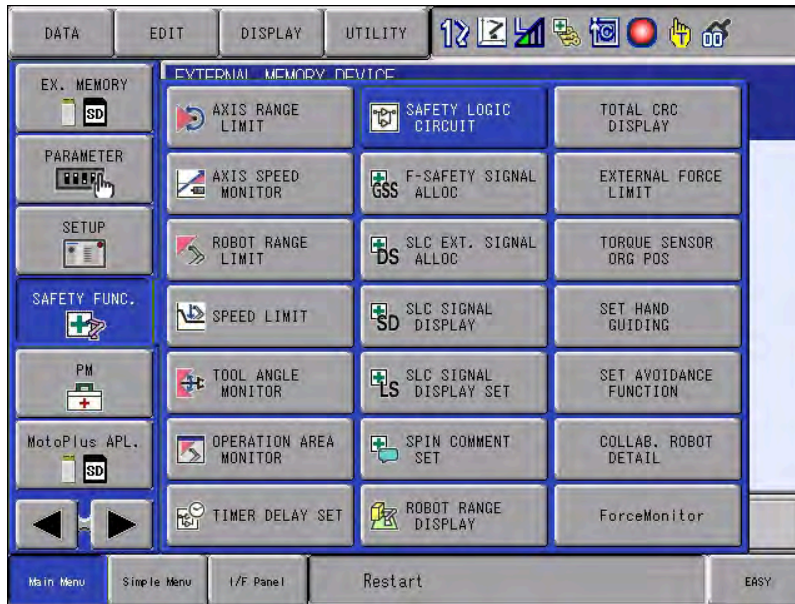 DATA
EDIT
DISPLAY
UTILITY
EX. MEMORY
SD
PARAMETER
SETUP
SAFETY FUNC.
PM
MotoPlus APL.
SD
EXTERNAL MEMORY DEVICE
AXIS RANGE
LIMIT
AXIS SPEED
MONITOR
ROBOT RANGE
LIMIT
SPEED LIMIT
TOOL ANGLE
MONITOR
OPERATION AREA
MONITOR
TIMER DELAY SET
SAFETY LOGIC
CIRCUIT
GSS
F-SAFETY SIGNAL
ALLOC
DS
SLC EXT. SIGNAL
ALLOC
SD
SLC SIGNAL
DISPLAY
LS
SLC SIGNAL
DISPLAY SET
SPIN COMMENT
SET
ROBOT RANGE
DISPLAY
TOTAL CRC
DISPLAY
EXTERNAL FORCE
LIMIT
TORQUE SENSOR
ORG POS
SET HAND
GUIDING
SET AVOIDANCE
FUNCTION
COLLAB. ROBOT
DETAIL
ForceMonitor
Main Menu
Simple Menu
I/F Panel
Restart
EASY